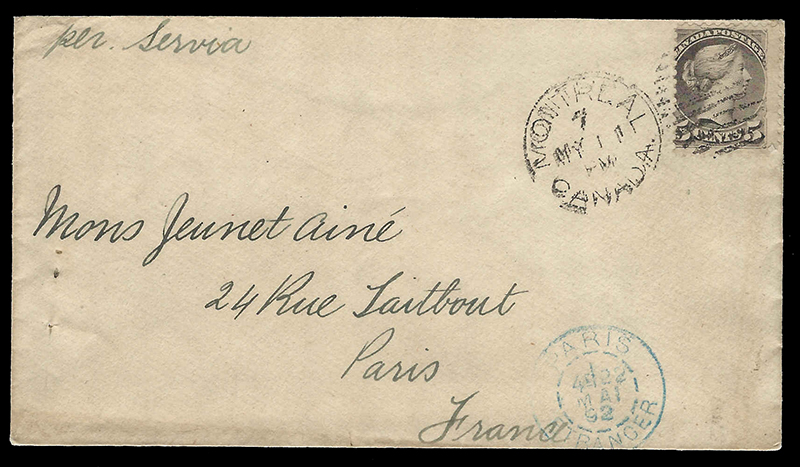 per. Servia
CANADA POSTAGE
5 CENTS 5
MONTREAL
7
MY 11
PM
CANADA
Mons Jeunet Ainé
24 Rue Laitbout
Paris
France
PARIS
MAI
92
ETRANGER